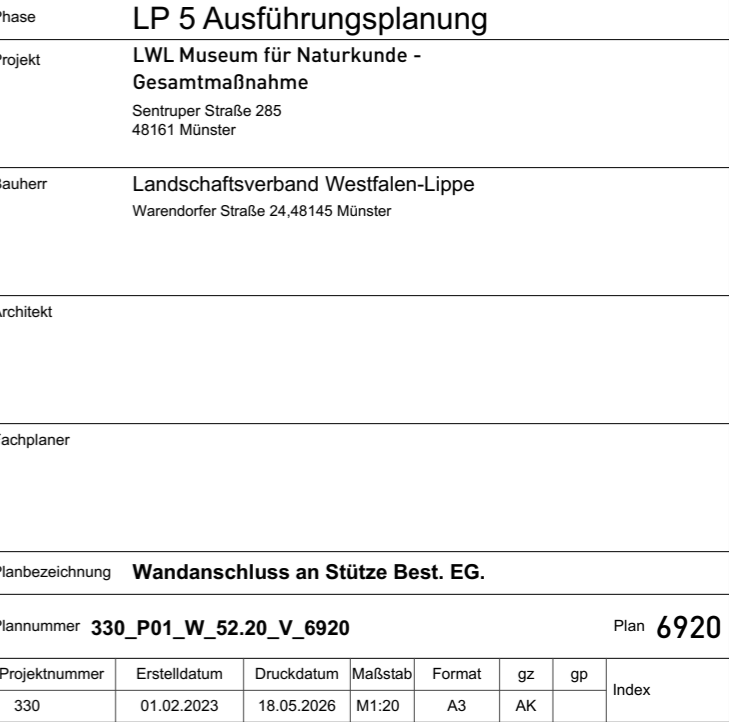 Phase LP 5 Ausführungsplanung
Projekt LWL Museum für Naturkunde -
Gesamtmaßnahme
Sentruper Straße 285
48161 Münster
Bauherr Landschaftsverband Westfalen-Lippe
Warendorfer Straße 24,48145 Münster
Architekt
Fachplaner
Planbezeichnung Wandanschluss an Stütze Best. EG.
Plannummer 330_P01_W_52.20_V_6920 Plan 6920
Projektnummer Erstelldatum Druckdatum Maßstab Format gz gp Index
330 01.02.2023 18.05.2026 M1:20 A3 AK